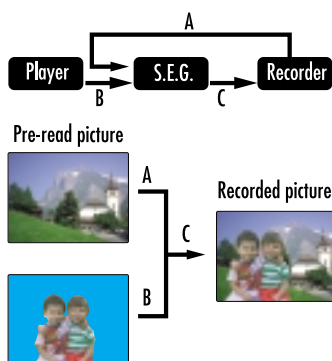 A
Player
S.E.G.
Recorder
B
C
Pre-read picture
A
Recorded picture
C
B